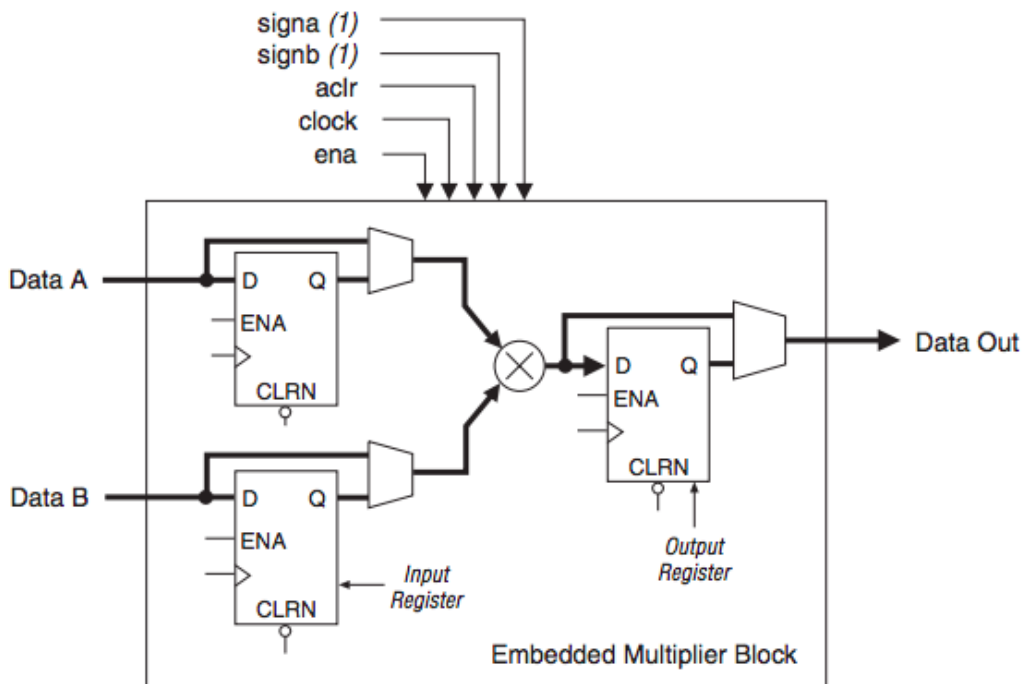 signa (1)
signb (1)
aclr
clock
ena
Data A
D Q
ENA
CLRN
Data B
D Q
ENA
CLRN
Input
Register
D Q
ENA
CLRN
Output
Register
Data Out
Embedded Multiplier Block